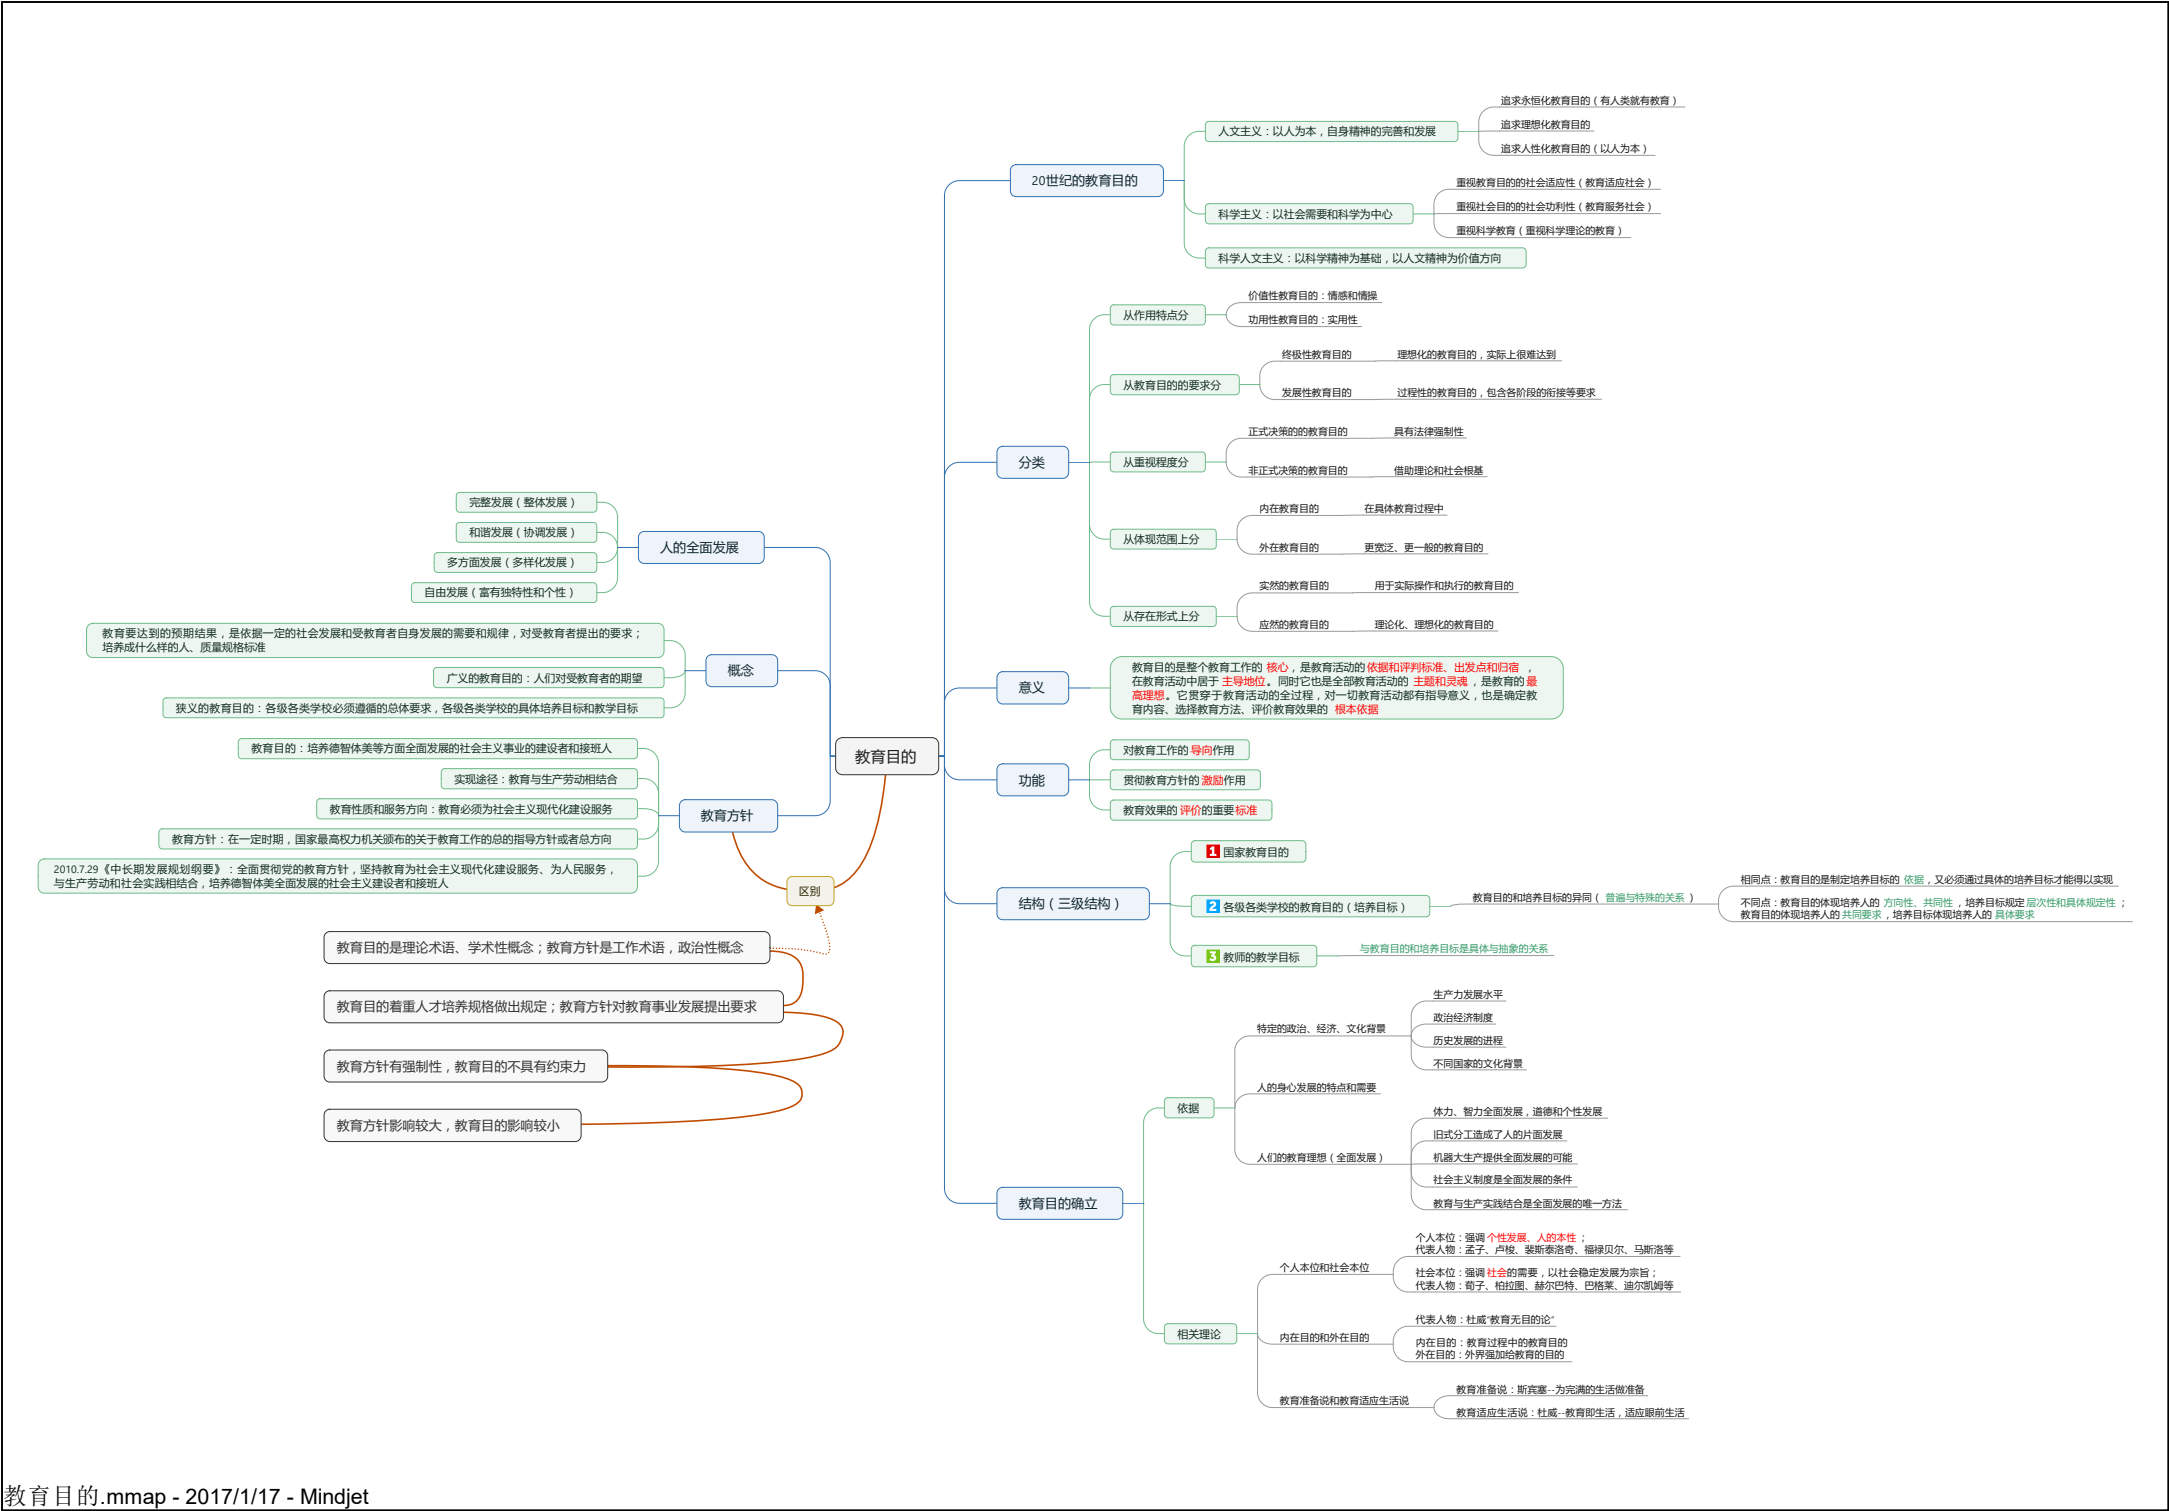 教育目的
20世纪的教育目的
人文主义：以人为本，自身精神的完善和发展
追求永恒化教育目的（有人类就有教育）
追求理想化教育目的
追求人性化教育目的（以人为本）
科学主义：以社会需要和科学为中心
重视教育目的的社会适应性（教育适应社会）
重视社会目的的社会功利性（教育服务社会）
重视科学教育（重视科学理论的教育）
科学人文主义：以科学精神为基础，以人文精神为价值方向
分类
从作用特点分
价值性教育目的：情感和情操
功用性教育目的：实用性
从教育目的的要求分
终极性教育目的
理想化的教育目的，实际上很难达到
发展性教育目的
过程性的教育目的，包含各阶段的衔接等要求
从重视程度分
正式决策的的教育目的
具有法律强制性
非正式决策的教育目的
借助理论和社会根基
从体现范围上分
内在教育目的
在具体教育过程中
外在教育目的
更宽泛、更一般的教育目的
从存在形式上分
实然的教育目的
用于实际操作和执行的教育目的
应然的教育目的
理论化、理想化的教育目的
意义
教育目的是整个教育工作的 核心，是教育活动的依据和评判标准、出发点和归宿 ，
在教育活动中居于 主导地位。同时它也是全部教育活动的 主题和灵魂 ，是教育的最
高理想。它贯穿于教育活动的全过程，对一切教育活动都有指导意义，也是确定教
育内容、选择教育方法、评价教育效果的 根本依据
功能
对教育工作的 导向作用
贯彻教育方针的 激励作用
教育效果的 评价的重要 标准
结构（三级结构）
1 国家教育目的
2 各级各类学校的教育目的（培养目标）
教育目的和培养目标的异同（ 普遍与特殊的关系 ）
相同点：教育目的是制定培养目标的 依据，又必须通过具体的培养目标才能得以实现
不同点：教育目的体现培养人的 方向性、共同性 ，培养目标规定 层次性和具体规定性 ；
教育目的体现培养人的 共同要求，培养目标体现培养人的 具体要求
3 教师的教学目标
与教育目的和培养目标是具体与抽象的关系
教育目的确立
依据
特定的政治、经济、文化背景
生产力发展水平
政治经济制度
历史发展的进程
不同国家的文化背景
人的身心发展的特点和需要
人们的教育理想（全面发展）
体力、智力全面发展，道德和个性发展
旧式分工造成了人的片面发展
机器大生产提供全面发展的可能
社会主义制度是全面发展的条件
教育与生产实践结合是全面发展的唯一方法
相关理论
个人本位和社会本位
个人本位：强调 个性发展、人的本性 ；
代表人物：孟子、卢梭、裴斯泰洛奇、福禄贝尔、马斯洛等
社会本位：强调 社会的需要，以社会稳定发展为宗旨；
代表人物：荀子、柏拉图、赫尔巴特、巴格莱、迪尔凯姆等
内在目的和外在目的
代表人物：杜威“教育无目的论”
内在目的：教育过程中的教育目的
外在目的：外界强加给教育的目的
教育准备说和教育适应生活说
教育准备说：斯宾塞--为完满的生活做准备
教育适应生活说：杜威--教育即生活，适应眼前生活
人的全面发展
完整发展（整体发展）
和谐发展（协调发展）
多方面发展（多样化发展）
自由发展（富有独特性和个性）
概念
教育要达到的预期结果，是依据一定的社会发展和受教育者自身发展的需要和规律，对受教育者提出的要求；
培养成什么样的人、质量规格标准
广义的教育目的：人们对受教育者的期望
狭义的教育目的：各级各类学校必须遵循的总体要求，各级各类学校的具体培养目标和教学目标
教育方针
教育目的：培养德智体美等方面全面发展的社会主义事业的建设者和接班人
实现途径：教育与生产劳动相结合
教育性质和服务方向：教育必须为社会主义现代化建设服务
教育方针：在一定时期，国家最高权力机关颁布的关于教育工作的总的指导方针或者总方向
2010.7.29《中长期发展规划纲要》：全面贯彻党的教育方针，坚持教育为社会主义现代化建设服务、为人民服务，
与生产劳动和社会实践相结合，培养德智体美全面发展的社会主义建设者和接班人
区别
教育目的是理论术语、学术性概念；教育方针是工作术语，政治性概念
教育目的着重人才培养规格做出规定；教育方针对教育事业发展提出要求
教育方针有强制性，教育目的不具有约束力
教育方针影响较大，教育目的影响较小
教育目的.mmap - 2017/1/17 - Mindjet